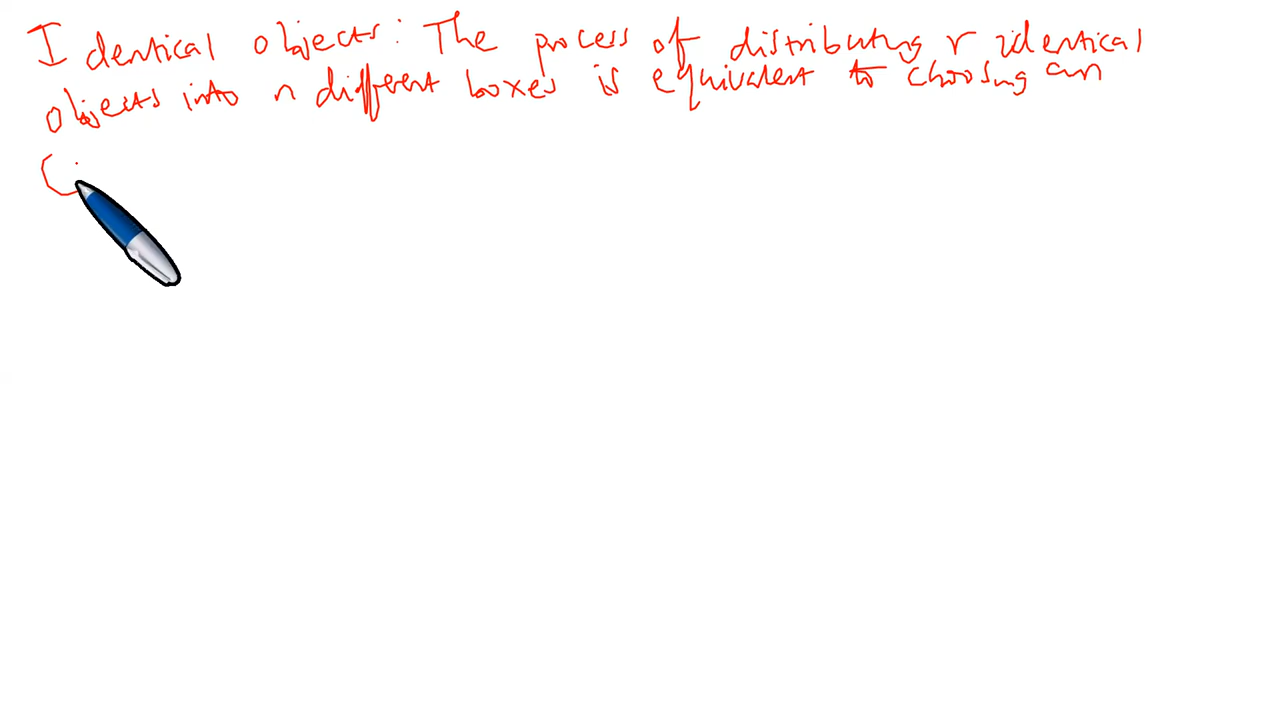 Identical objects: The process of distributing r identical
objects into n different boxes is equivalent to choosing an